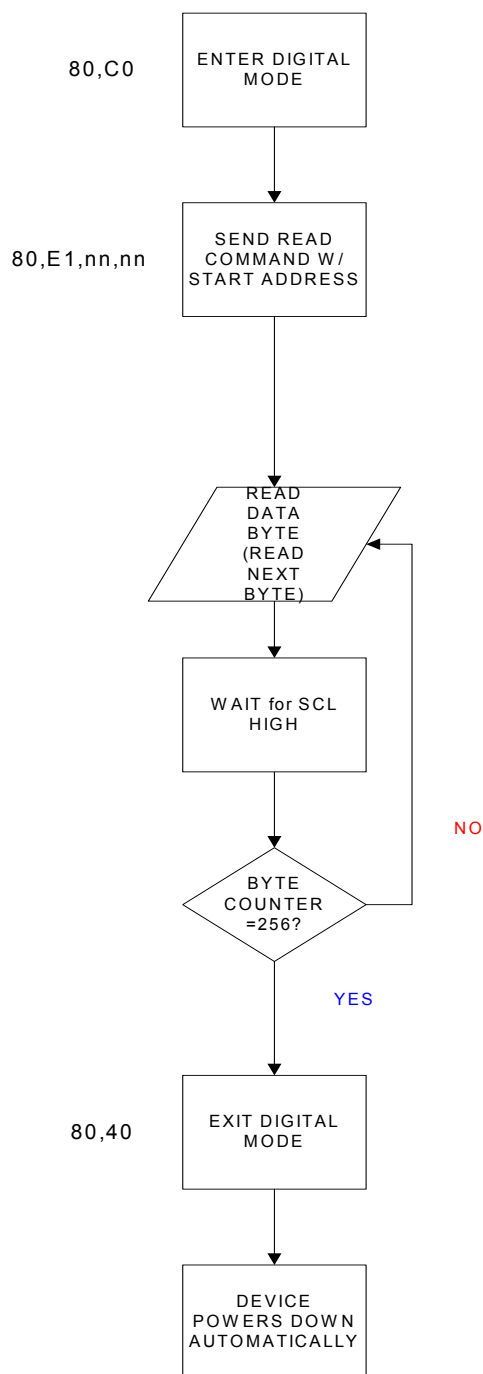 80,C0
ENTER DIGITAL
MODE
80,E1,nn,nn
SEND READ
COMMAND W/
START ADDRESS
READ
DATA
BYTE
(READ
NEXT
BYTE)
WAIT for SCL
HIGH
NO
BYTE
COUNTER
=256?
YES
80,40
EXIT DIGITAL
MODE
DEVICE
POWERS DOWN
AUTOMATICALLY